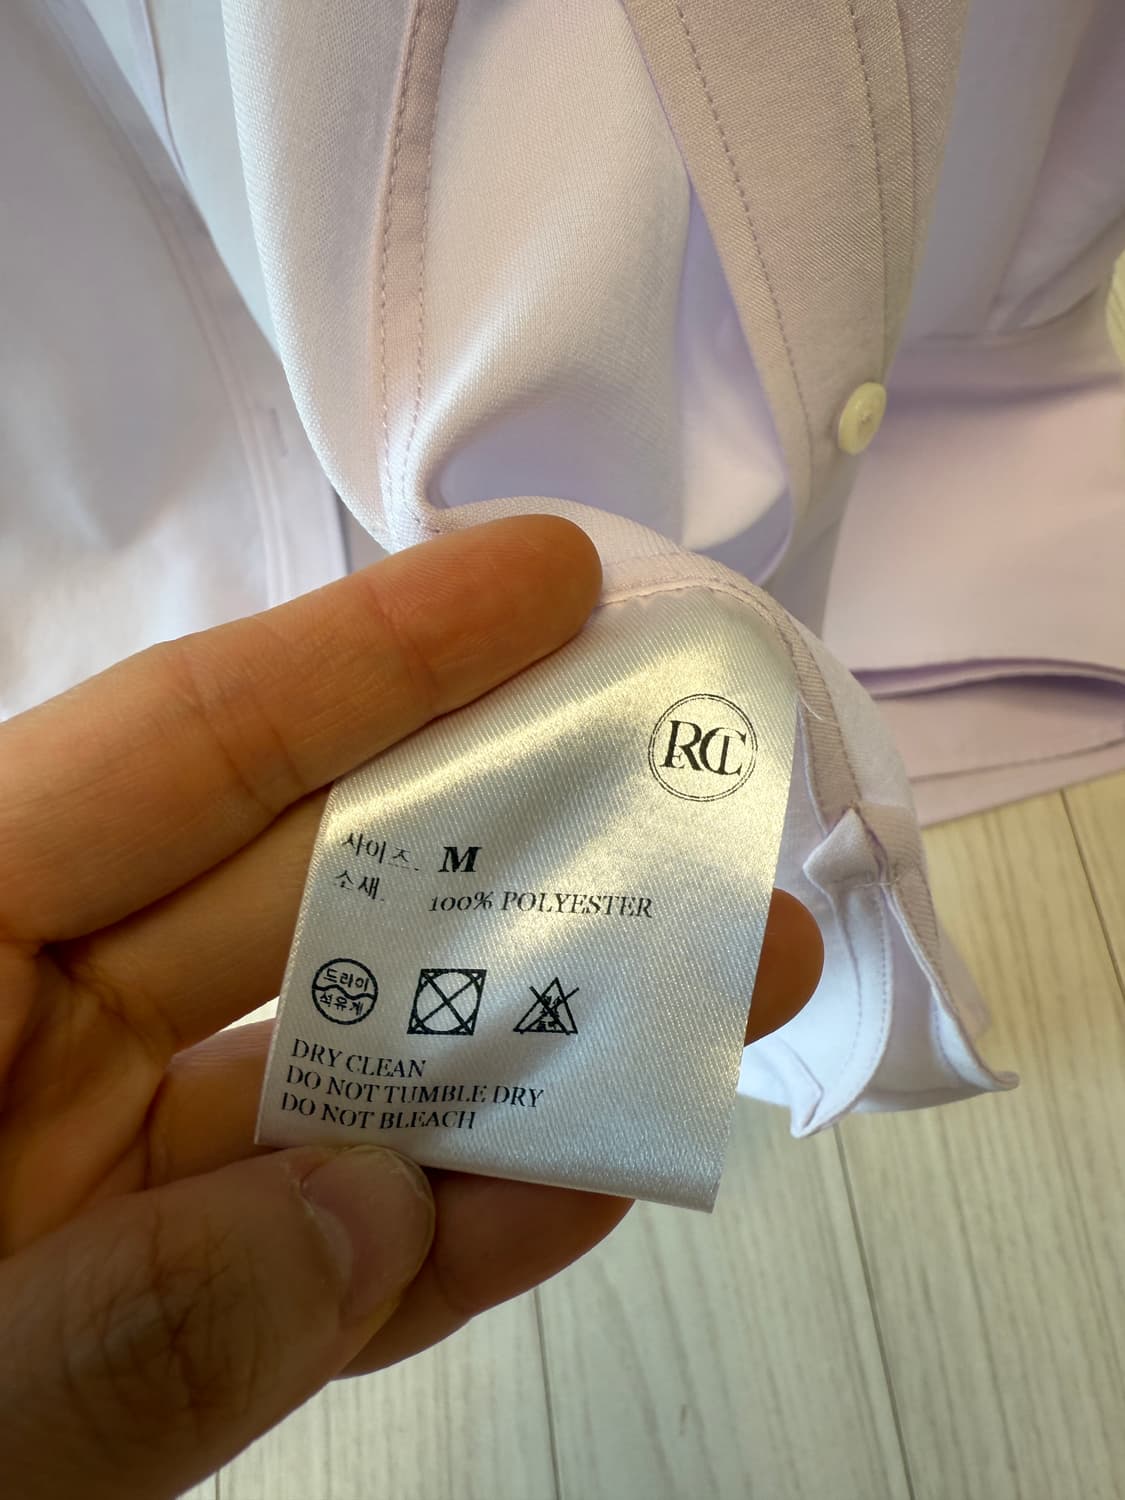 RCT
사이즈. M
소재. 100% POLYESTER
드라이
석유계
DRY CLEAN
DO NOT TUMBLE DRY
DO NOT BLEACH